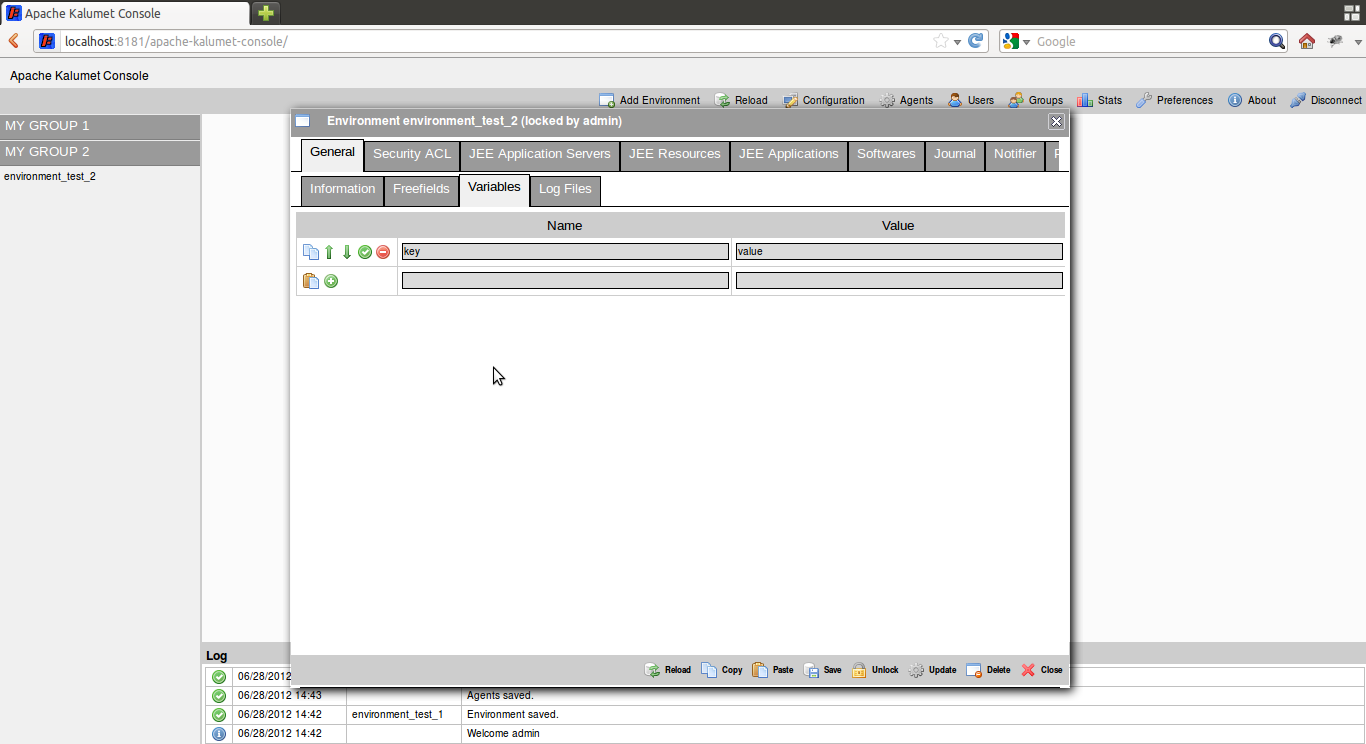 Apache Kalumet Console
localhost:8181/apache-kalumet-console/
Google
Apache Kalumet Console
Add Environment Reload Configuration Agents Users Groups Stats Preferences About Disconnect
MY GROUP 1
MY GROUP 2
environment_test_2
Environment environment_test_2 (locked by admin)
General Security ACL JEE Application Servers JEE Resources JEE Applications Softwares Journal Notifier
Information Freefields Variables Log Files
Name Value
key value
Reload Copy Paste Save Unlock Update Delete Close
Log
06/28/2012
06/28/2012 14:43 Agents saved.
06/28/2012 14:42 environment_test_1 Environment saved.
06/28/2012 14:42 Welcome admin